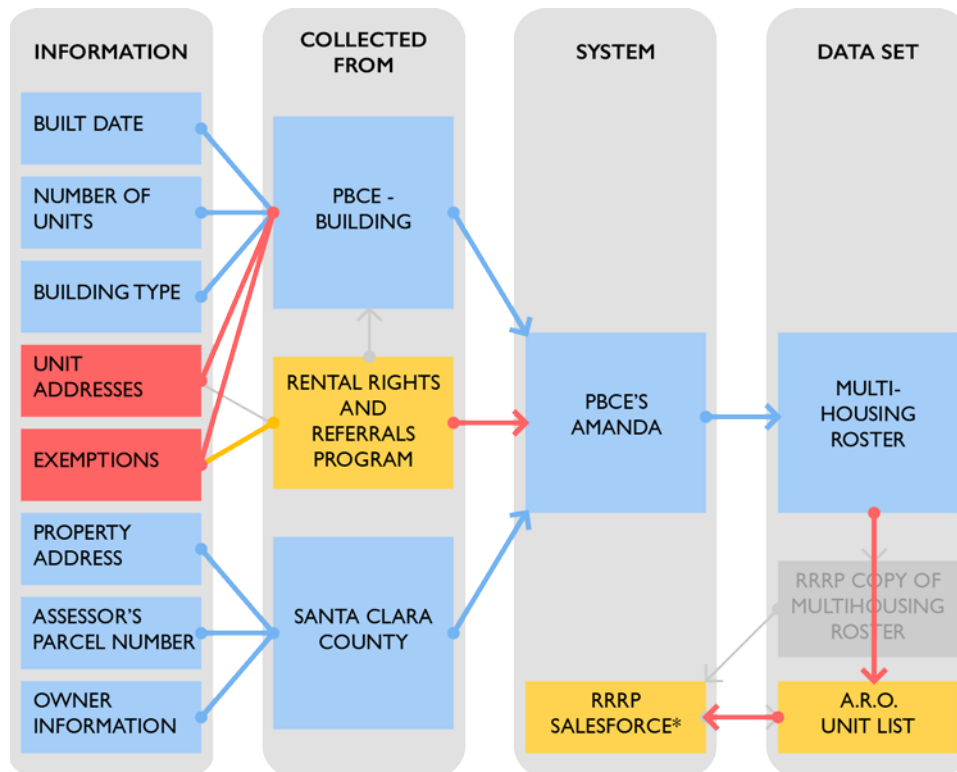 INFORMATION
BUILT DATE
NUMBER OF
UNITS
BUILDING TYPE
UNIT
ADDRESSES
EXEMPTIONS
PROPERTY
ADDRESS
ASSESSOR'S
PARCEL NUMBER
OWNER
INFORMATION
COLLECTED
FROM
PBCE -
BUILDING
RENTAL RIGHTS
AND
REFERRALS
PROGRAM
SANTA CLARA
COUNTY
SYSTEM
PBCE'S
AMANDA
RRRP
SALESFORCE*
DATA SET
MULTI-
HOUSING
ROSTER
RRRP COPY OF
MULTIHOUSING
ROSTER
A.R.O.
UNIT LIST